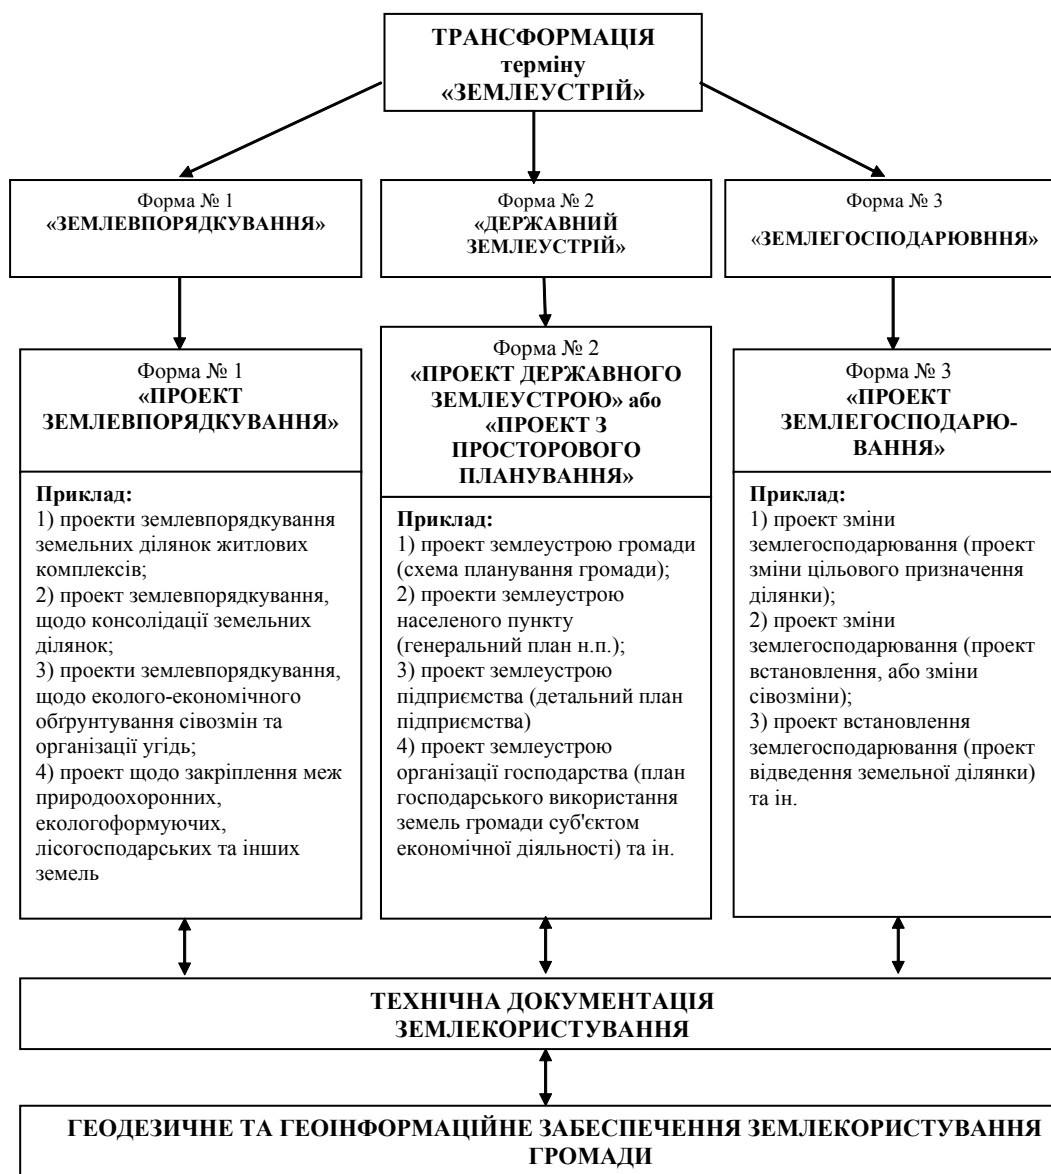 ТРАНСФОРМАЦІЯ
терміну
«ЗЕМЛЕУСТРІЙ»
Форма № 1
«ЗЕМЛЕВПОРЯДКУВАННЯ»
Форма № 2
«ДЕРЖАВНИЙ
ЗЕМЛЕУСТРІЙ»
Форма № 3
«ЗЕМЛЕГОСПОДАРЮВННЯ»
Форма № 1
«ПРОЕКТ
ЗЕМЛЕВПОРЯДКУВАННЯ»
Приклад:
1) проекти землевпорядкування
земельних ділянок житлових
комплексів;
2) проект землевпорядкування,
щодо консолідації земельних
ділянок;
3) проекти землевпорядкування,
щодо еколого-економічного
обґрунтування сівозмін та
організації угідь;
4) проект щодо закріплення меж
природоохоронних,
екологоформуючих,
лісогосподарських та інших
земель
Форма № 2
«ПРОЕКТ ДЕРЖАВНОГО
ЗЕМЛЕУСТРОЮ» або
«ПРОЕКТ З
ПРОСТОРОВОГО
ПЛАНУВАННЯ»
Приклад:
1) проект землеустрою громади
(схема планування громади);
2) проекти землеустрою
населеного пункту
(генеральний план н.п.);
3) проект землеустрою
підприємства (детальний план
підприємства)
4) проект землеустрою
організації господарства (план
господарського використання
земель громади суб'єктом
економічної діяльності) та ін.
Форма № 3
«ПРОЕКТ
ЗЕМЛЕГОСПОДАРЮ-
ВАННЯ»
Приклад:
1) проект зміни
землегосподарювання (проект
зміни цільового призначення
ділянки);
2) проект зміни
землегосподарювання (проект
встановлення, або зміни
сівозміни);
3) проект встановлення
землегосподарювання (проект
відведення земельної ділянки)
та ін.
ТЕХНІЧНА ДОКУМЕНТАЦІЯ
ЗЕМЛЕКОРИСТУВАННЯ
ГЕОДЕЗИЧНЕ ТА ГЕОІНФОРМАЦІЙНЕ ЗАБЕСПЕЧЕННЯ ЗЕМЛЕКОРИСТУВАННЯ
ГРОМАДИ